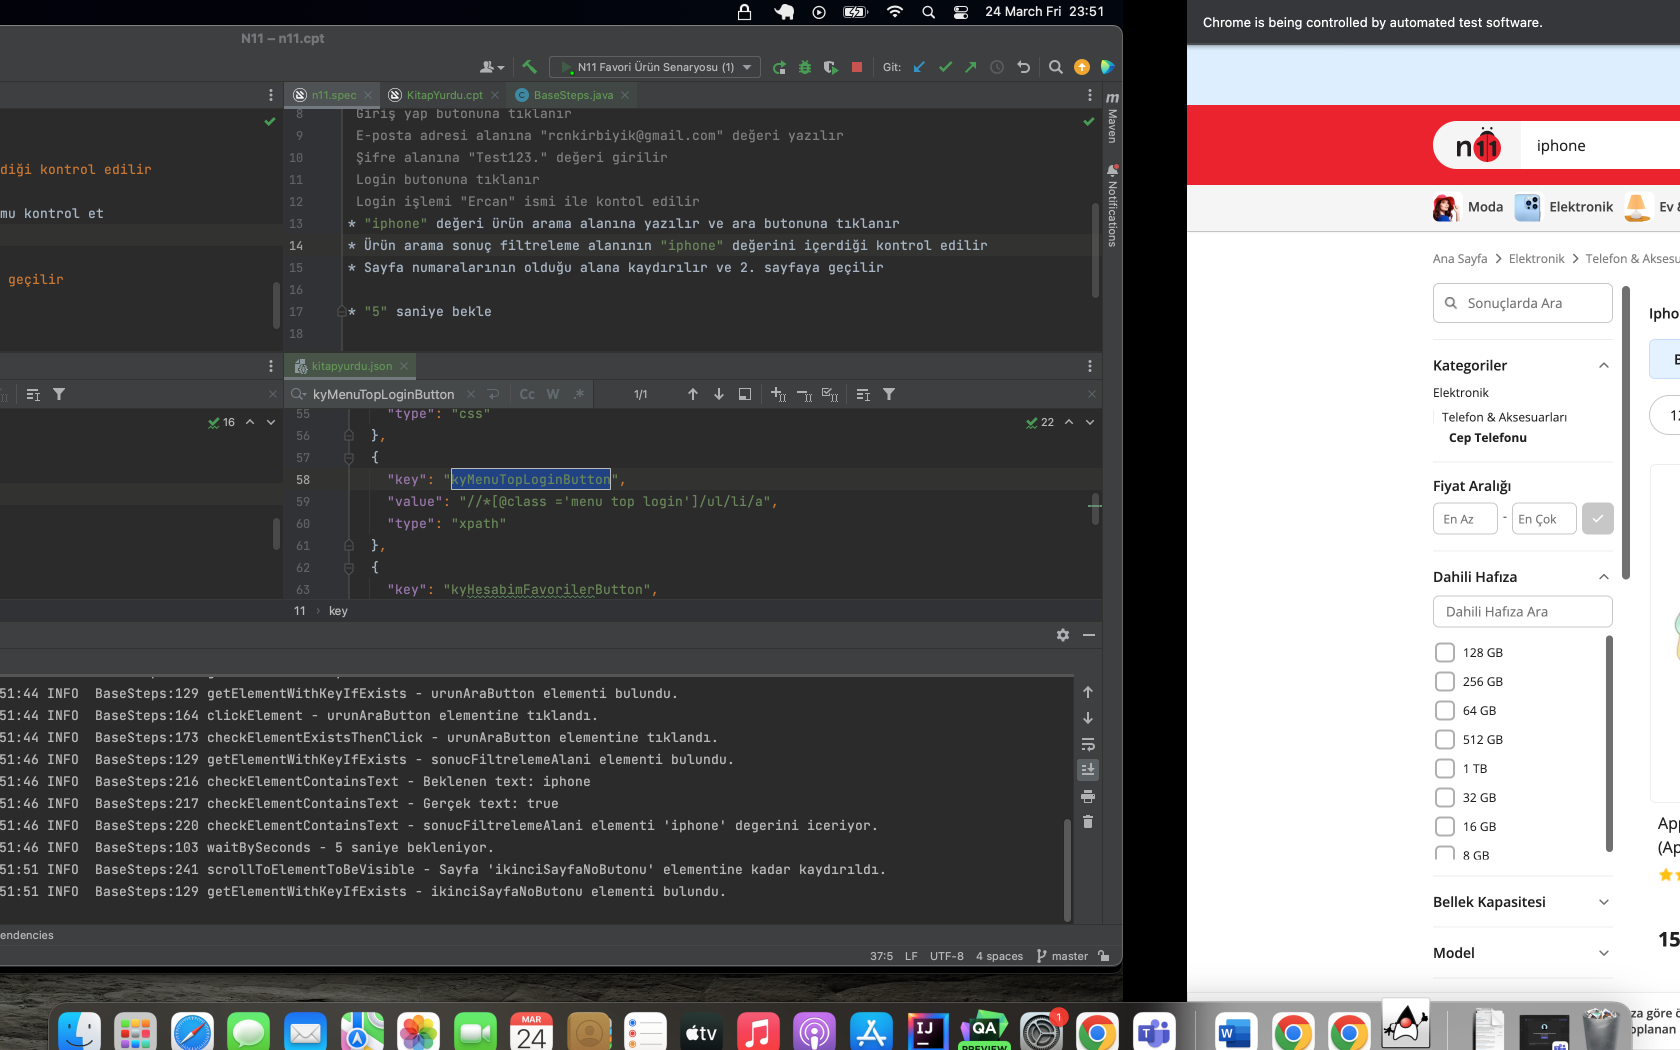 24 March Fri 23:51
N11 – n11.cpt
N11 Favori Ürün Senaryosu (1)
Git:
n11.spec
KitapYurdu.cpt
BaseSteps.java
diği kontrol edilir
mu kontrol et
geçilir
8 Giriş yap butonuna tıklanır
9 E-posta adresi alanına "rcnkirbiyik@gmail.com" değeri yazılır
10 Şifre alanına "Test123." değeri girilir
11 Login butonuna tıklanır
12 Login işlemi "Ercan" ismi ile kontol edilir
13 * "iphone" değeri ürün arama alanına yazılır ve ara butonuna tıklanır
14 * Ürün arama sonuç filtreleme alanının "iphone" değerini içerdiği kontrol edilir
15 * Sayfa numaralarının olduğu alana kaydırılır ve 2. sayfaya geçilir
16
17 * "5" saniye bekle
18
m
Maven
Notifications
kitapyurdu.json
kyMenuTopLoginButton
Cc W .*
1/1
16
22
55 "type": "css"
56 },
57 {
58 "key": "kyMenuTopLoginButton",
59 "value": "//*[@class ='menu top login']/ul/li/a",
60 "type": "xpath"
61 },
62 {
63 "key": "kyHesabimFavorilerButton",
11 › key
51:44 INFO BaseSteps:129 getElementWithKeyIfExists - urunAraButton elementi bulundu.
51:44 INFO BaseSteps:164 clickElement - urunAraButton elementine tıklandı.
51:44 INFO BaseSteps:173 checkElementExistsThenClick - urunAraButton elementine tıklandı.
51:46 INFO BaseSteps:129 getElementWithKeyIfExists - sonucFiltrelemeAlani elementi bulundu.
51:46 INFO BaseSteps:216 checkElementContainsText - Beklenen text: iphone
51:46 INFO BaseSteps:217 checkElementContainsText - Gerçek text: true
51:46 INFO BaseSteps:220 checkElementContainsText - sonucFiltrelemeAlani elementi 'iphone' degerini iceriyor.
51:46 INFO BaseSteps:103 waitBySeconds - 5 saniye bekleniyor.
51:51 INFO BaseSteps:241 scrollToElementToBeVisible - Sayfa 'ikinciSayfaNoButonu' elementine kadar kaydırıldı.
51:51 INFO BaseSteps:129 getElementWithKeyIfExists - ikinciSayfaNoButonu elementi bulundu.
endencies
37:5 LF UTF-8 4 spaces master
MAR
24
tv
IJ
QA
PREVIEW
1
W
Chrome is being controlled by automated test software.
n11
iphone
Moda
Elektronik
Ev &
Ana Sayfa > Elektronik > Telefon & Aksesu
Sonuçlarda Ara
Ipho
Kategoriler
Elektronik
Telefon & Aksesuarları
Cep Telefonu
Fiyat Aralığı
En Az - En Çok
Dahili Hafıza
Dahili Hafıza Ara
128 GB
256 GB
64 GB
512 GB
1 TB
32 GB
16 GB
8 GB
App
(Ap
Bellek Kapasitesi
15
Model
za göre ö
oplanan